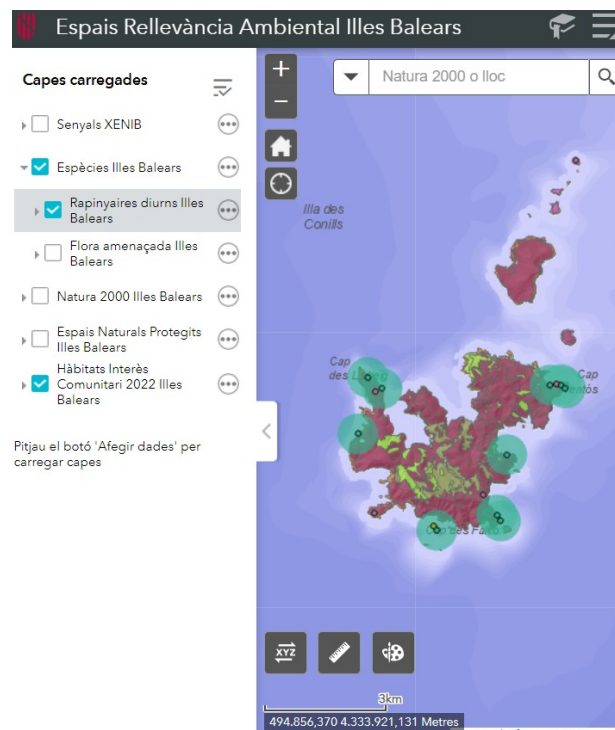 Espais Rellevància Ambiental Illes Balears
Capes carregades
Senyals XENIB
Espècies Illes Balears
Rapinyaires diurns Illes
Balears
Flora amenaçada Illes
Balears
Natura 2000 Illes Balears
Espais Naturals Protegits
Illes Balears
Hàbitats Interès
Comunitari 2022 Illes
Balears
Pitjau el botó 'Afegir dades' per
carregar capes
Natura 2000 o lloc
Illa des
Conills
Cap
des
Cap
Cap des Falcó
XYZ
3km
494.856,370 4.333.921,131 Metres